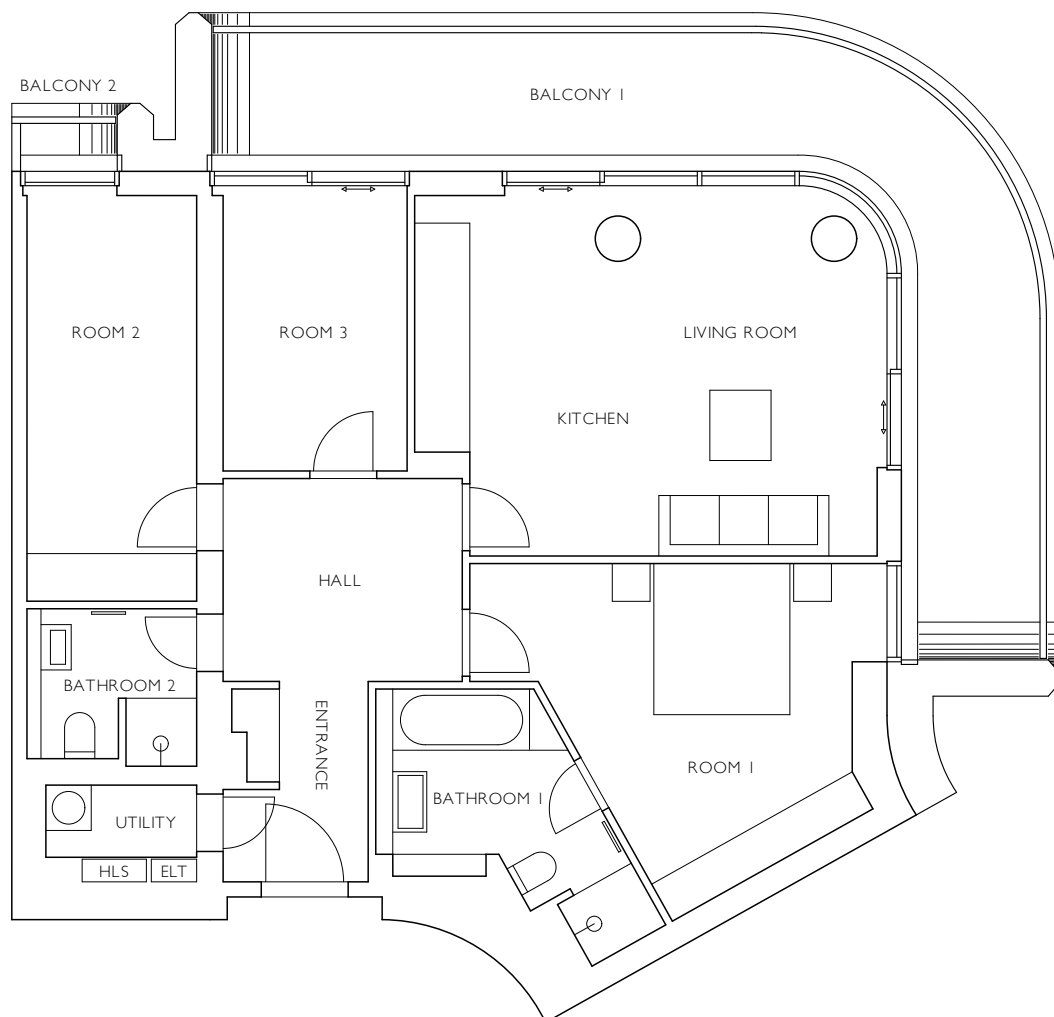 BALCONY 2
BALCONY 1
ROOM 2
ROOM 3
LIVING ROOM
KITCHEN
HALL
BATHROOM 2
ENTRANCE
ROOM 1
BATHROOM 1
UTILITY
HLS
ELT